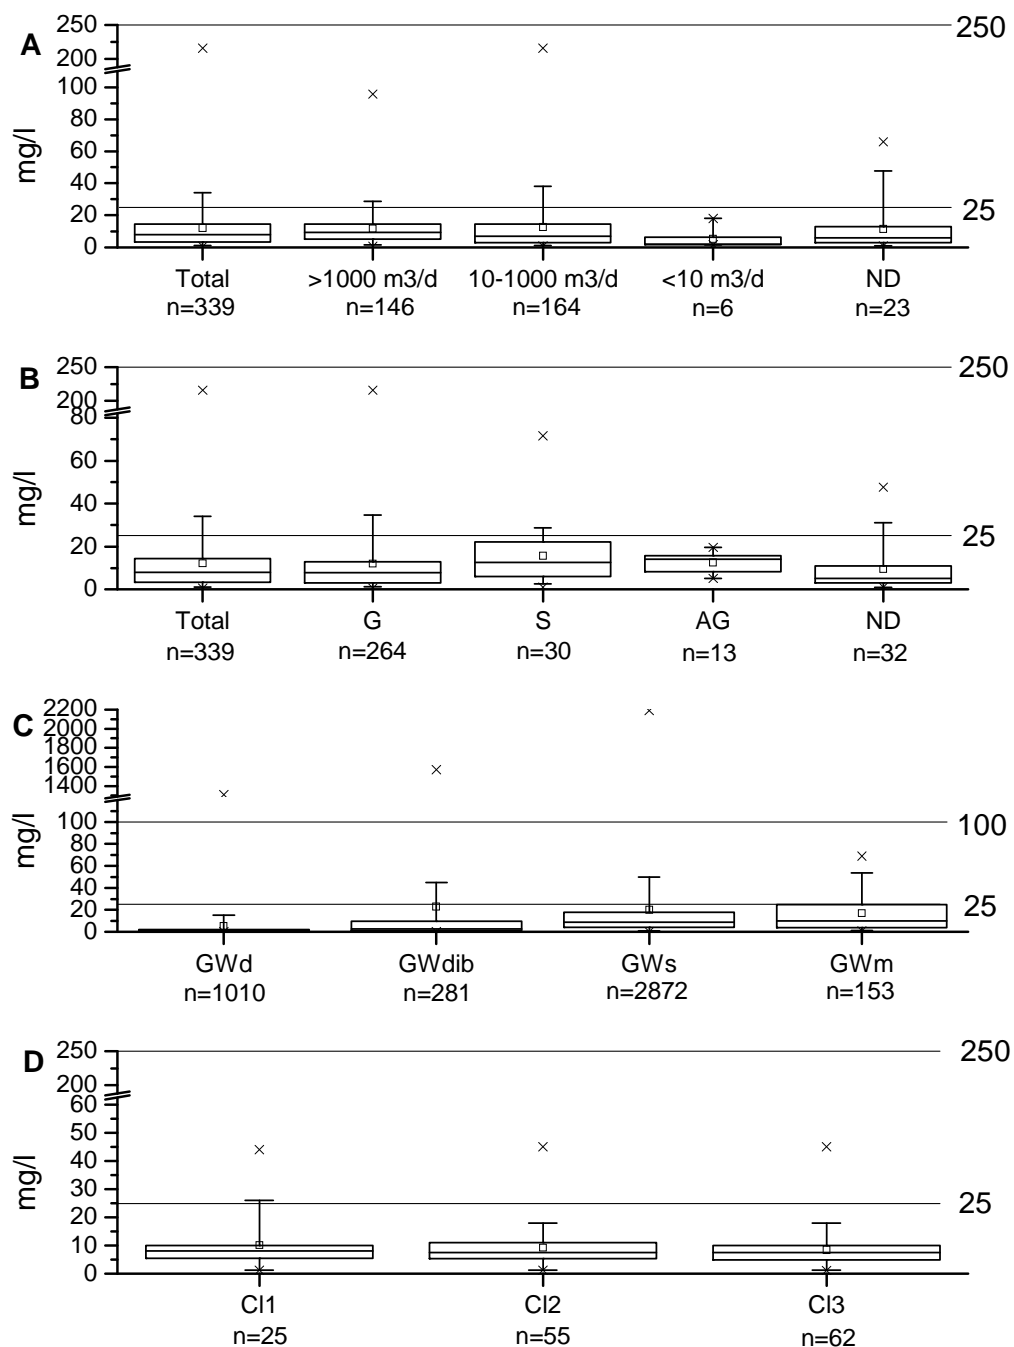 A
mg/l
250
200
100
80
60
40
20
0
250
25
Total >1000 m3/d 10-1000 m3/d <10 m3/d ND
n=339 n=146 n=164 n=6 n=23
B
mg/l
250
200
80
60
40
20
0
250
25
Total G S AG ND
n=339 n=264 n=30 n=13 n=32
C
mg/l
2200
2000
1800
1600
1400
100
80
60
40
20
0
100
25
GWd GWdib GWs GWm
n=1010 n=281 n=2872 n=153
D
mg/l
250
200
60
50
40
30
20
10
0
250
25
Cl1 Cl2 Cl3
n=25 n=55 n=62